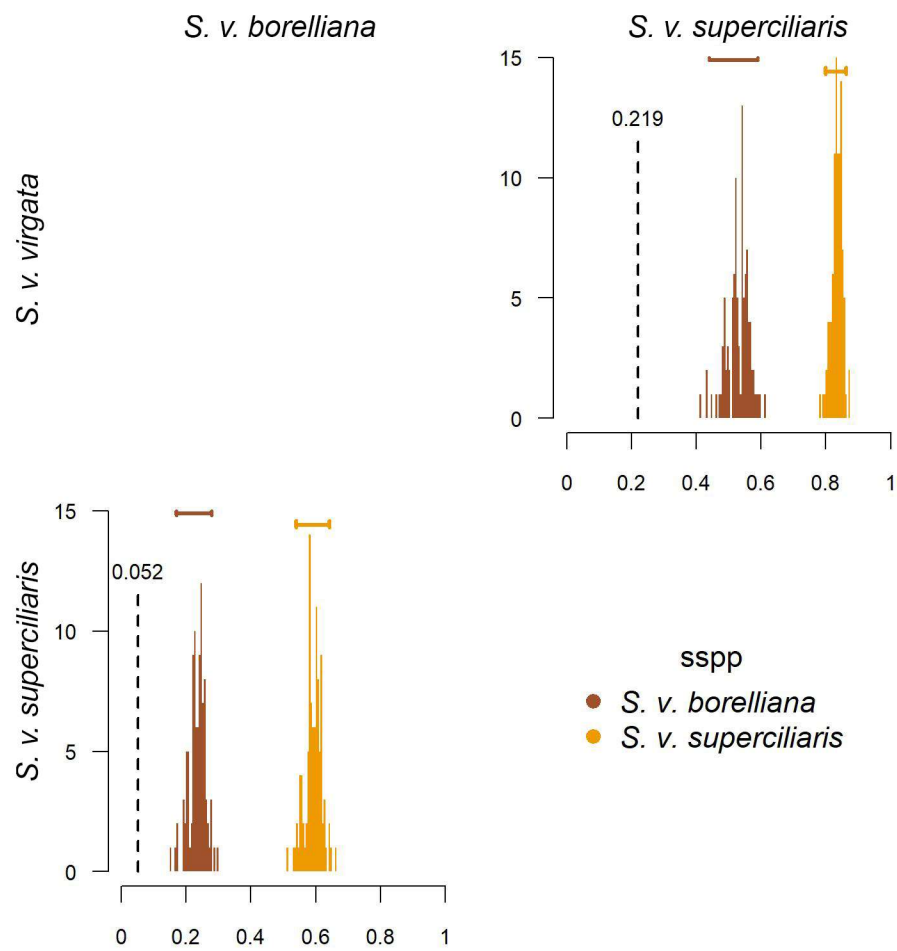 S. v. borelliana
S. v. superciliaris
S. v. virgata
15
10
5
0
0.219
0 0.2 0.4 0.6 0.8 1
S. v. superciliaris
15
10
5
0
0.052
0 0.2 0.4 0.6 0.8 1
sspp
S. v. borelliana
S. v. superciliaris